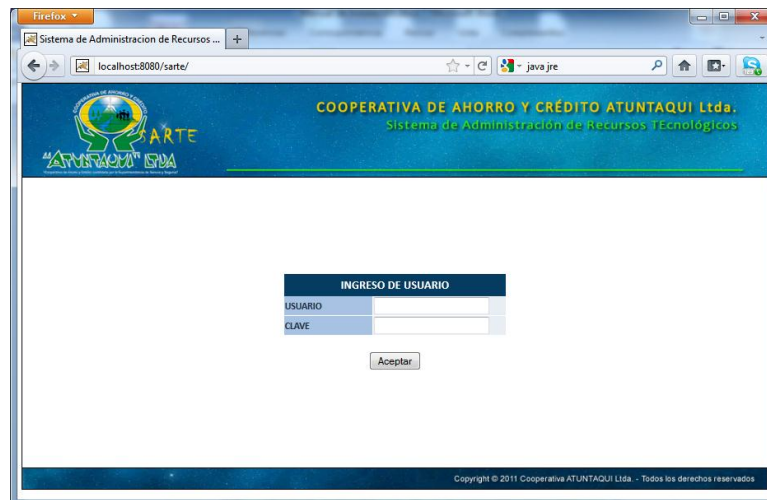 Firefox
Sistema de Administracion de Recursos ...
localhost:8080/sarte/
java jre
SARTE
"ATUNTAQUI" LTDA
COOPERATIVA DE AHORRO Y CRÉDITO ATUNTAQUI Ltda.
Sistema de Administración de Recursos TEcnológicos
INGRESO DE USUARIO
USUARIO
CLAVE
Aceptar
Copyright © 2011 Cooperativa ATUNTAQUI Ltda. - Todos los derechos reservados